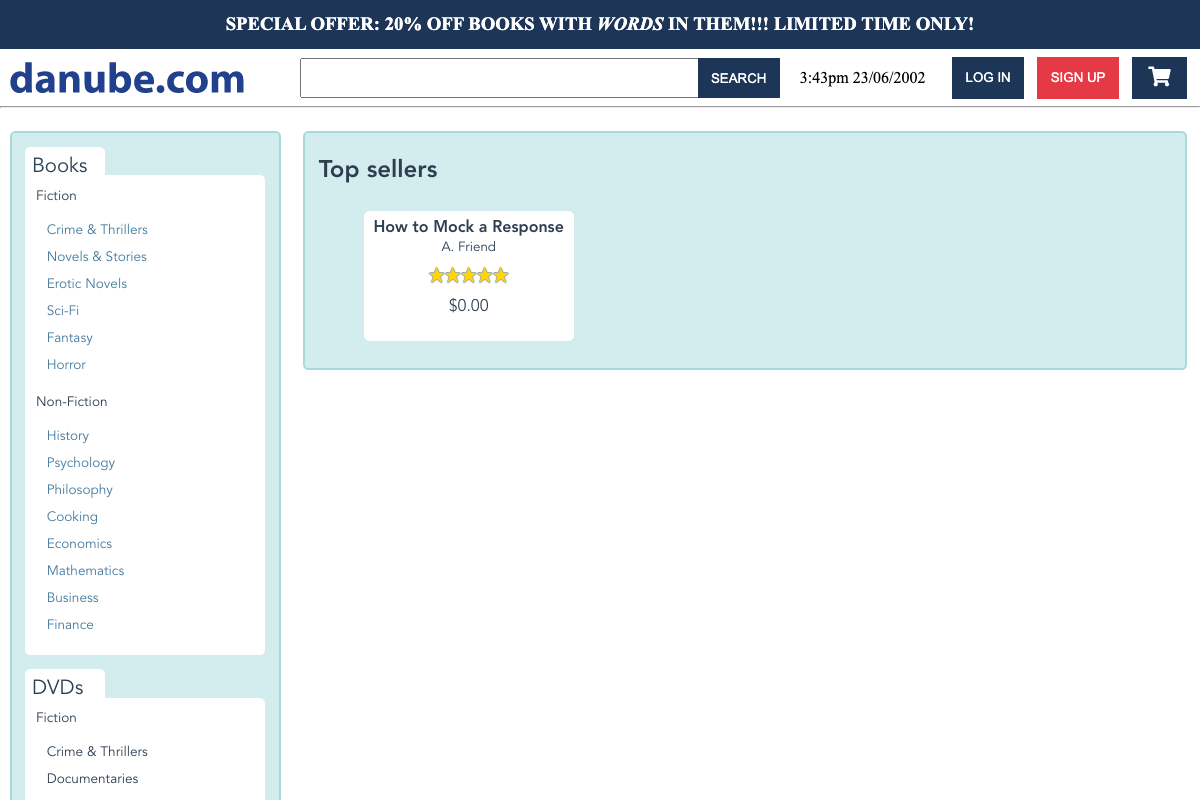 SPECIAL OFFER: 20% OFF BOOKS WITH WORDS IN THEM!!! LIMITED TIME ONLY!
danube.com
SEARCH
3:43pm 23/06/2002
LOG IN
SIGN UP
Books
Fiction
Crime & Thrillers
Novels & Stories
Erotic Novels
Sci-Fi
Fantasy
Horror
Non-Fiction
History
Psychology
Philosophy
Cooking
Economics
Mathematics
Business
Finance
DVDs
Fiction
Crime & Thrillers
Documentaries
Top sellers
How to Mock a Response
A. Friend
$0.00